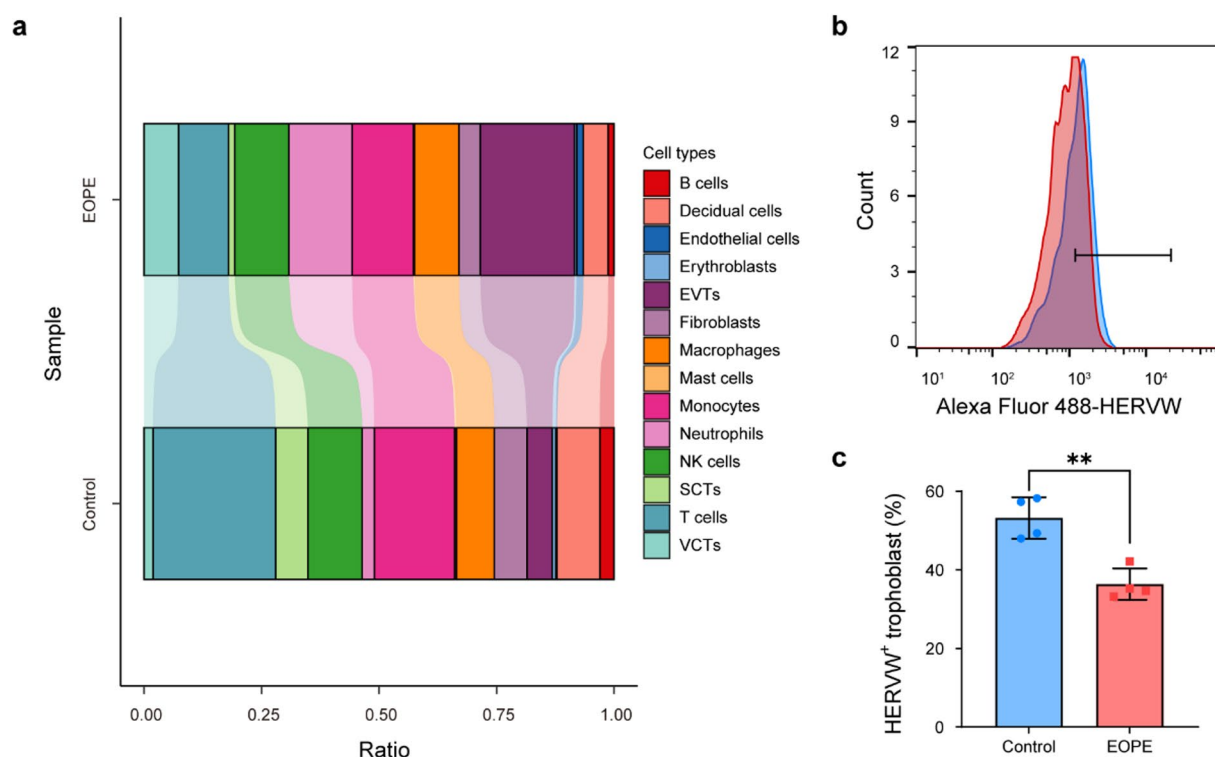 a
Sample
EOPE
Control
0.00 0.25 0.50 0.75 1.00
Ratio
Cell types
B cells
Decidual cells
Endothelial cells
Erythroblasts
EVTs
Fibroblasts
Macrophages
Mast cells
Monocytes
Neutrophils
NK cells
SCTs
T cells
VCTs
b
Count
12
9
6
3
0
10¹ 10² 10³ 10⁴
Alexa Fluor 488-HERVW
c
**
HERVW⁺ trophoblast (%)
60
40
20
0
Control EOPE